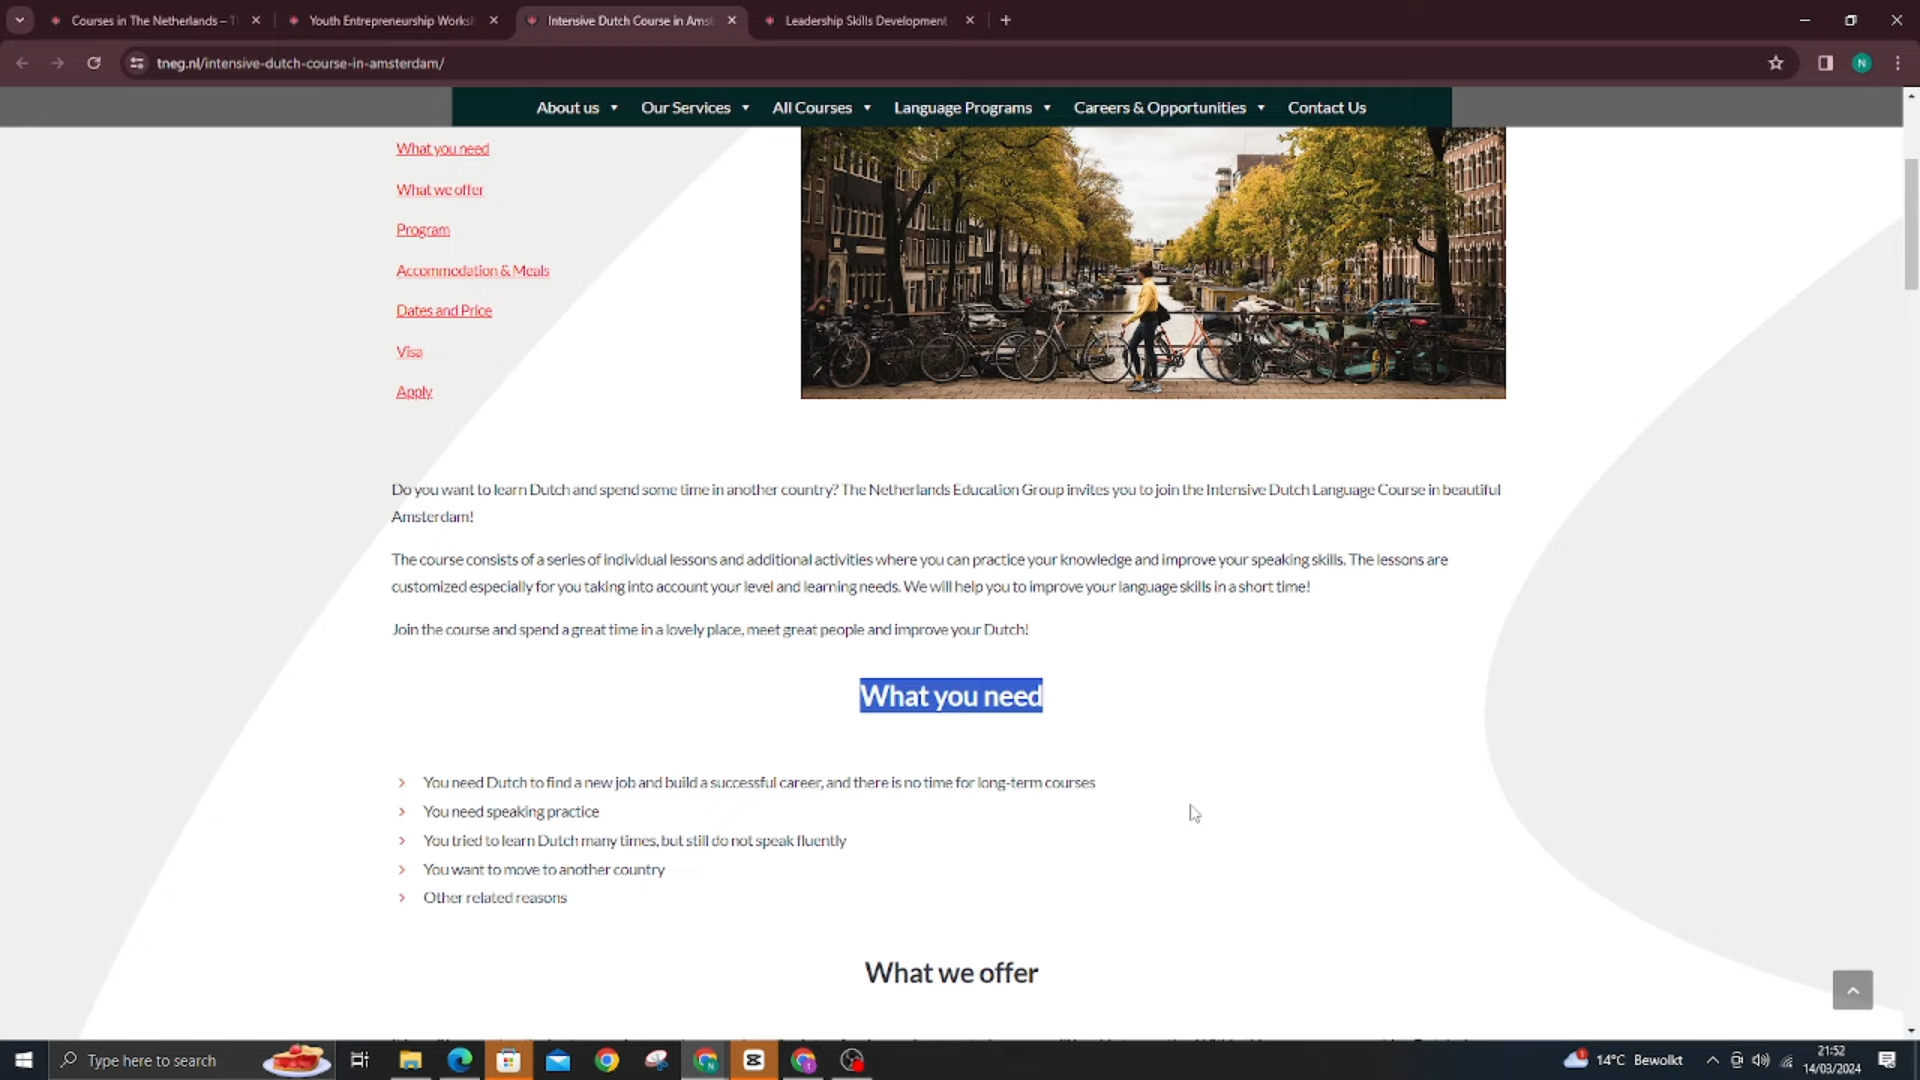 Courses in The Netherlands – T
Youth Entrepreneurship Works
Intensive Dutch Course in Ams
Leadership Skills Development
tneg.nl/intensive-dutch-course-in-amsterdam/
N
About us
Our Services
All Courses
Language Programs
Careers & Opportunities
Contact Us
What you need
What we offer
Program
Accommodation & Meals
Dates and Price
Visa
Apply
Do you want to learn Dutch and spend some time in another country? The Netherlands Education Group invites you to join the Intensive Dutch Language Course in beautiful
Amsterdam!
The course consists of a series of individual lessons and additional activities where you can practice your knowledge and improve your speaking skills. The lessons are
customized especially for you taking into account your level and learning needs. We will help you to improve your language skills in a short time!
Join the course and spend a great time in a lovely place, meet great people and improve your Dutch!
What you need
You need Dutch to find a new job and build a successful career, and there is no time for long-term courses
You need speaking practice
You tried to learn Dutch many times, but still do not speak fluently
You want to move to another country
Other related reasons
What we offer
Type here to search
14°C Bewolkt
21:52
14/03/2024